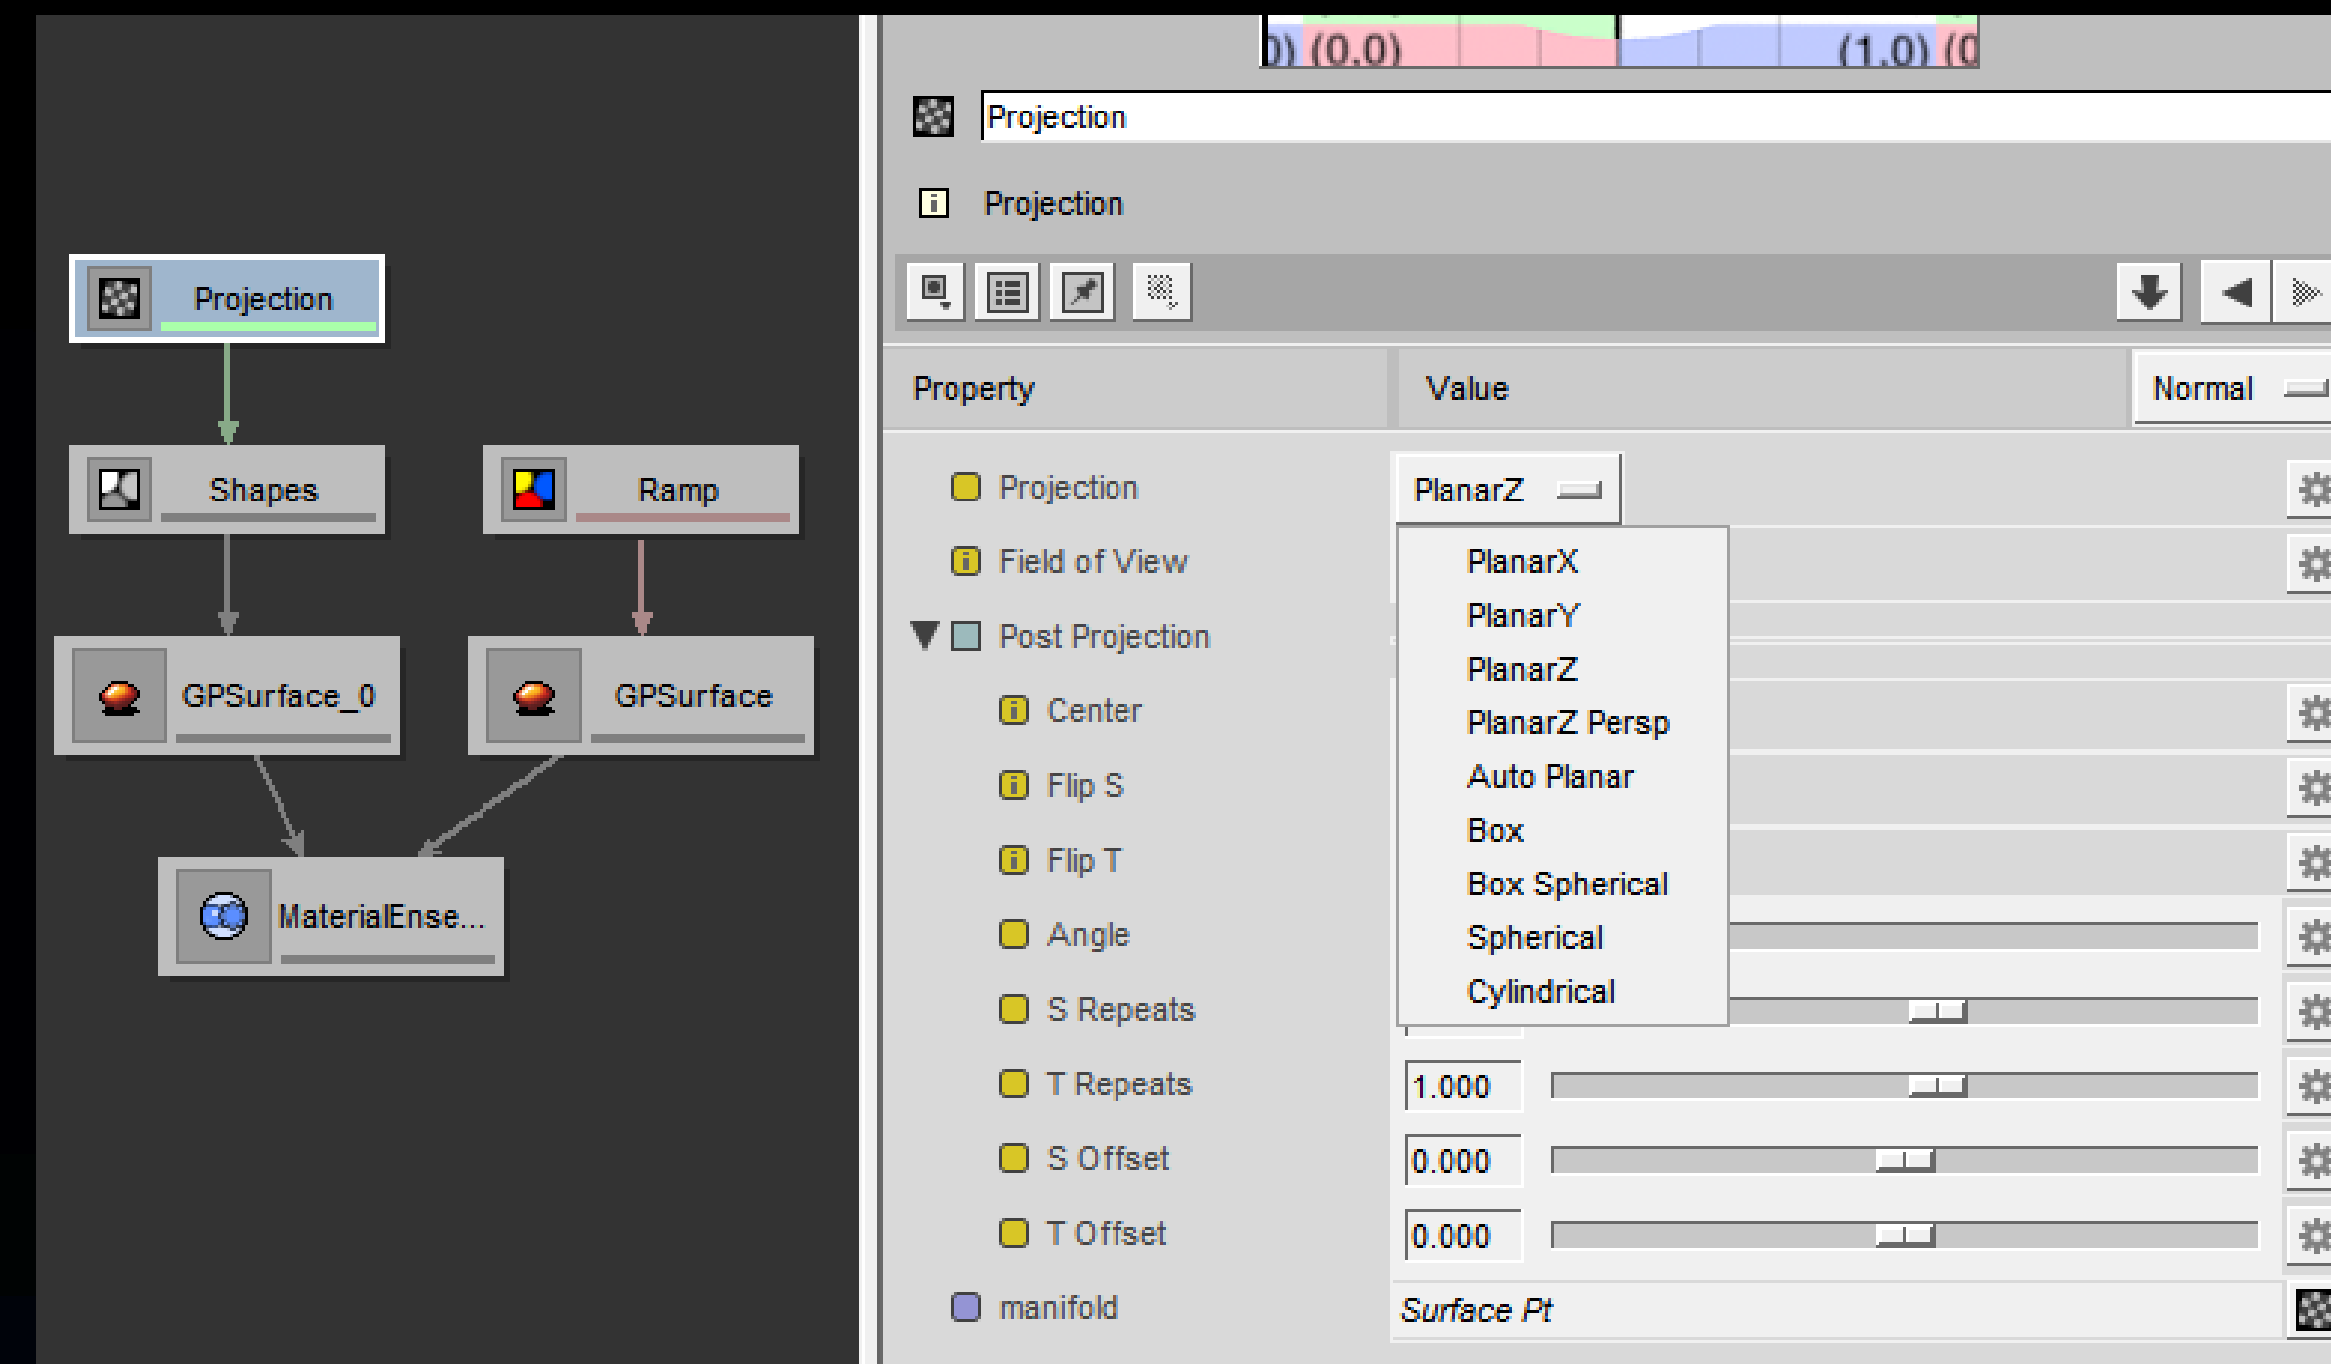 Projection
Shapes
Ramp
GPSurface_0
GPSurface
MaterialEnse...
(0.0)
(1.0)
Projection
Projection
Property
Value
Normal
Projection
PlanarZ
Field of View
Post Projection
Center
Flip S
Flip T
Angle
S Repeats
T Repeats
1.000
S Offset
0.000
T Offset
0.000
manifold
Surface Pt
PlanarX
PlanarY
PlanarZ
PlanarZ Persp
Auto Planar
Box
Box Spherical
Spherical
Cylindrical